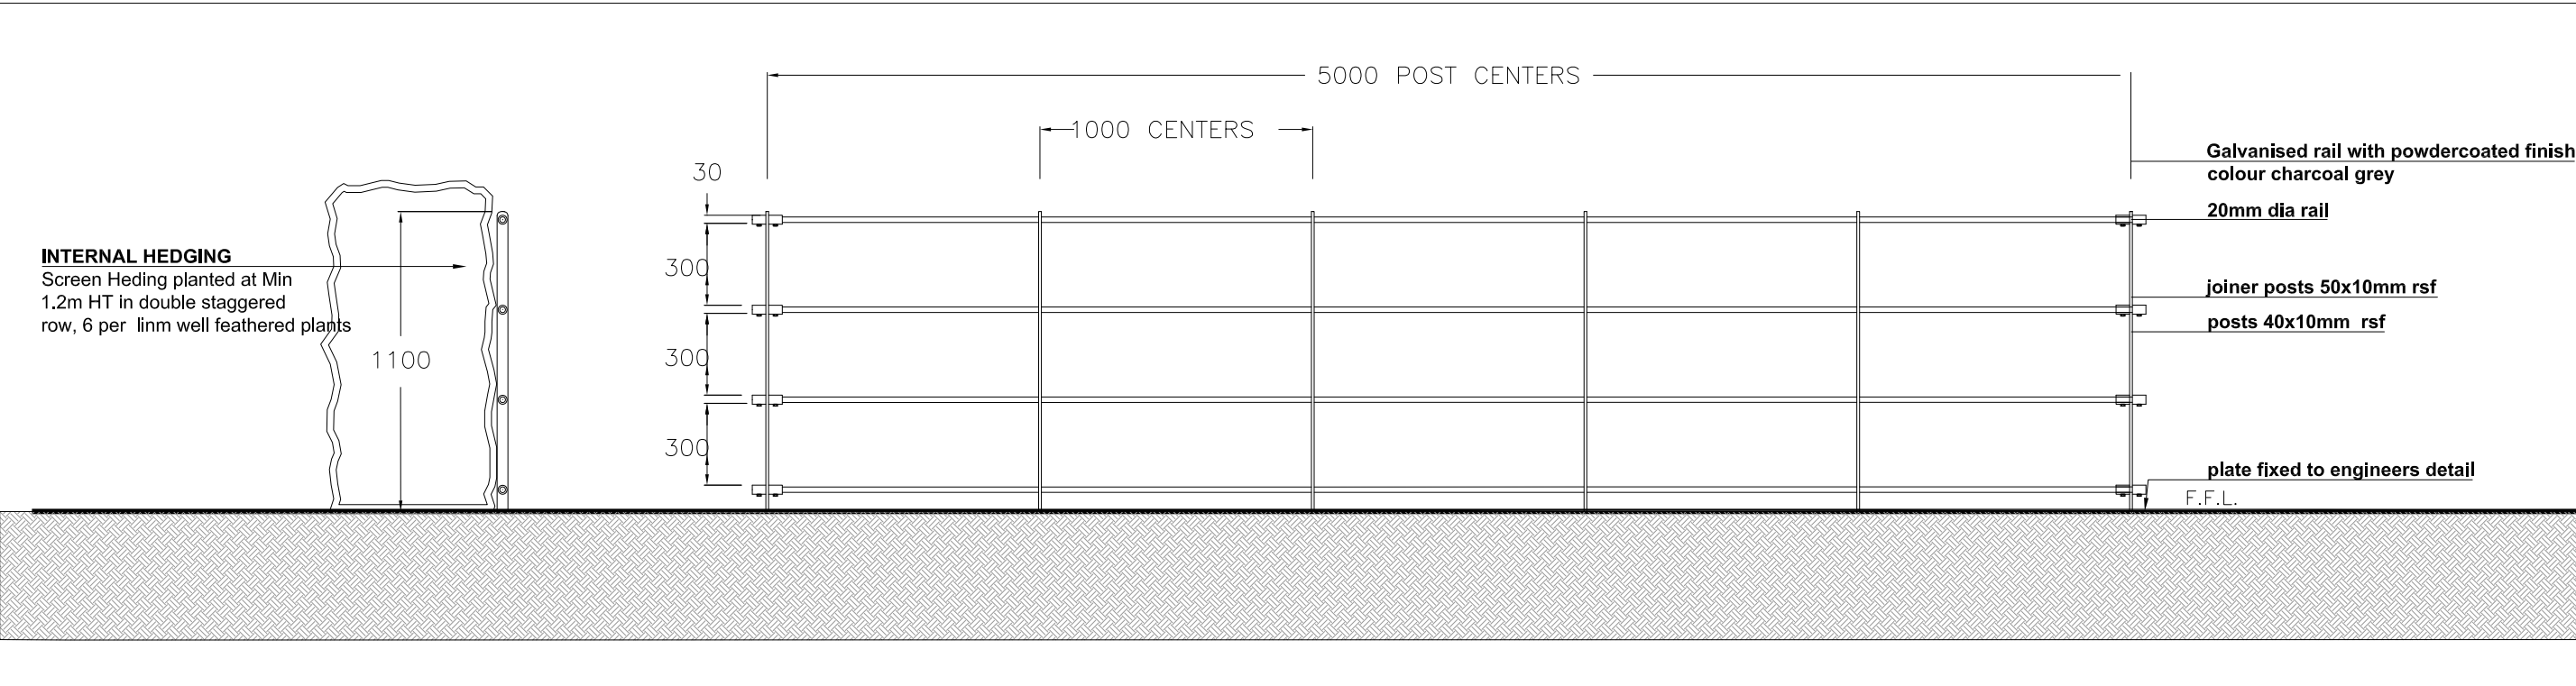 5000 POST CENTERS
1000 CENTERS
30
300
300
300
1100
INTERNAL HEDGING
Screen Heding planted at Min
1.2m HT in double staggered
row, 6 per linm well feathered plants
Galvanised rail with powdercoated finish
colour charcoal grey
20mm dia rail
joiner posts 50x10mm rsf
posts 40x10mm rsf
plate fixed to engineers detail
F.F.L.